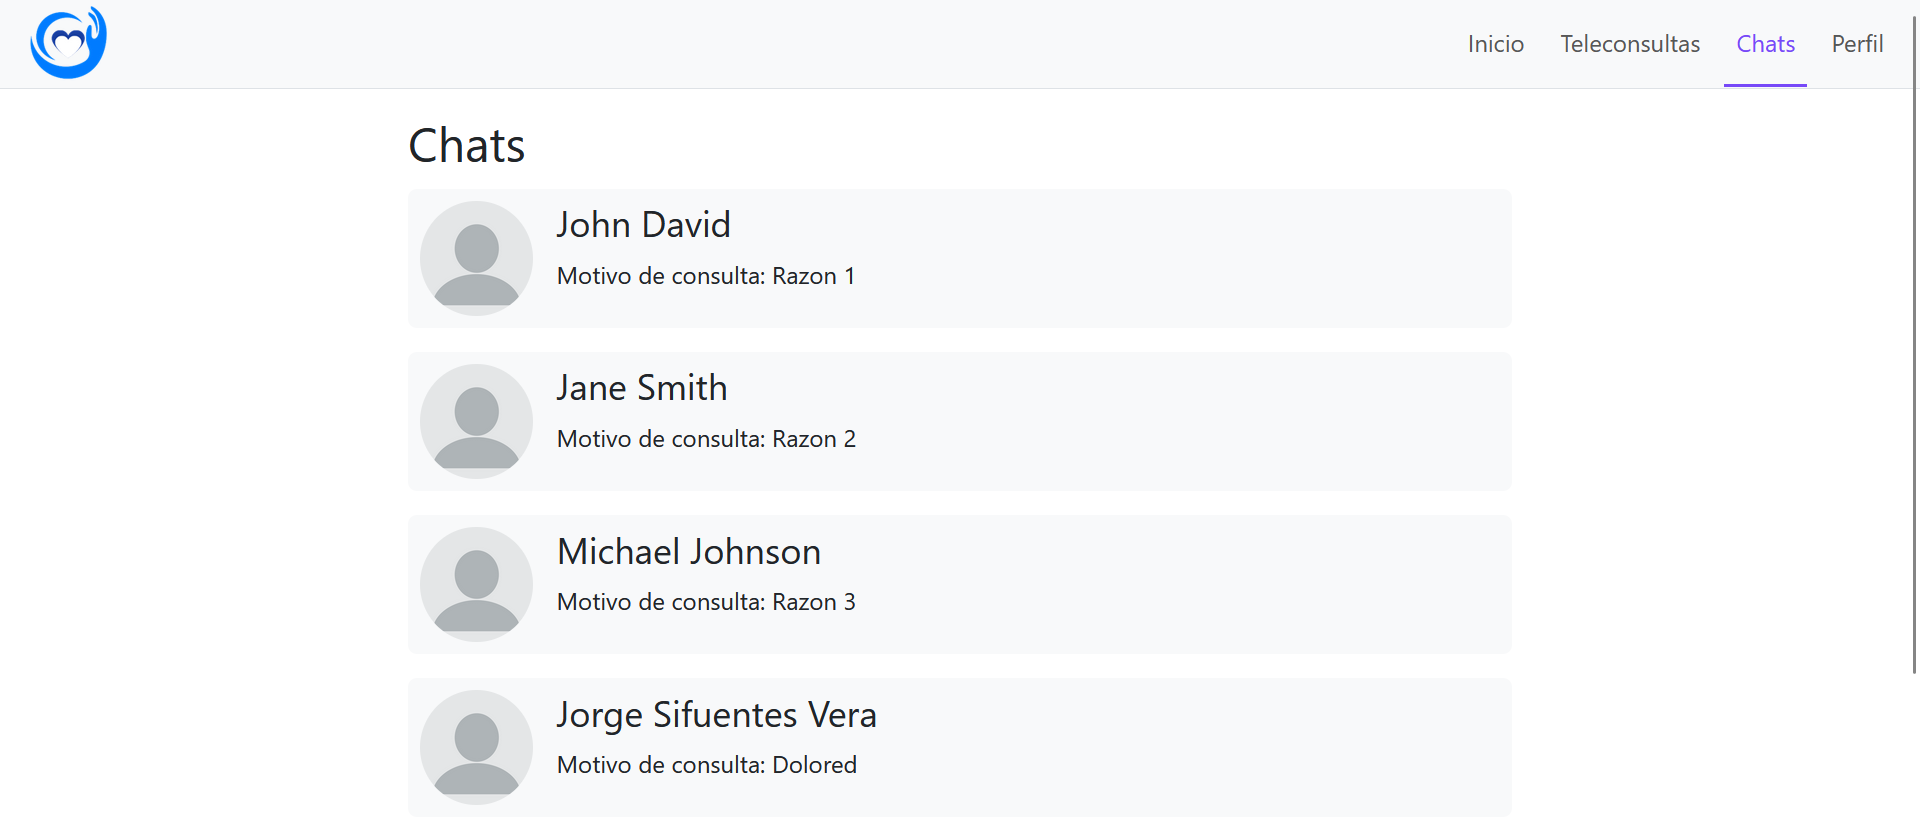 Inicio Teleconsultas Chats Perfil
Chats
John David
Motivo de consulta: Razon 1
Jane Smith
Motivo de consulta: Razon 2
Michael Johnson
Motivo de consulta: Razon 3
Jorge Sifuentes Vera
Motivo de consulta: Dolored